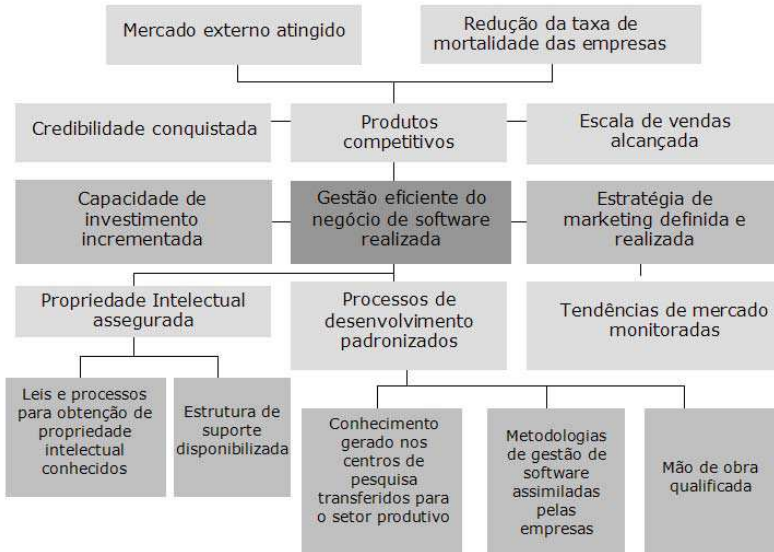 Mercado externo atingido
Redução da taxa de
mortalidade das empresas
Credibilidade conquistada
Produtos
competitivos
Escala de vendas
alcançada
Capacidade de
investimento
incrementada
Gestão eficiente do
negócio de software
realizada
Estratégia de
marketing definida e
realizada
Propriedade Intelectual
assegurada
Processos de
desenvolvimento
padronizados
Tendências de mercado
monitoradas
Leis e processos
para obtenção de
propriedade
intelectual
conhecidos
Estrutura de
suporte
disponibilizada
Conhecimento
gerado nos
centros de
pesquisa
transferidos para
o setor produtivo
Metodologias
de gestão de
software
assimiladas
pelas
empresas
Mão de obra
qualificada